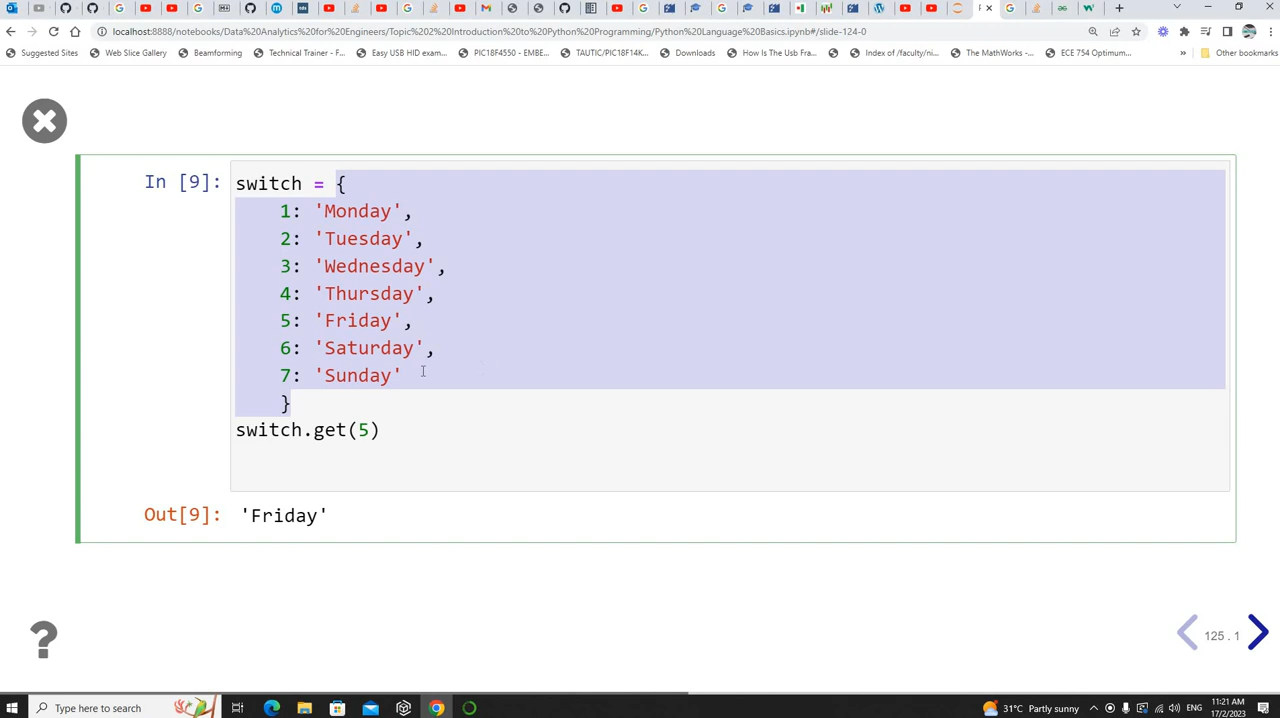 localhost:8888/notebooks/Data%20Analytics%20for%20Engineers/Topic%202%20Introduction%20to%20Python%20Programming/Python%20Language%20Basics.ipynb#/slide-124-0
Suggested Sites
Web Slice Gallery
Beamforming
Technical Trainer - F...
Easy USB HID exam...
PIC18F4550 - EMBE...
TAUTIC/PIC18F14K...
Downloads
How Is The Usb Fra...
Index of /faculty/ni...
The MathWorks -...
ECE 754 Optimum...
»
Other bookmarks
In [9]:
switch = {
1: 'Monday',
2: 'Tuesday',
3: 'Wednesday',
4: 'Thursday',
5: 'Friday',
6: 'Saturday',
7: 'Sunday'
}
switch.get(5)
Out[9]: 'Friday'
?
125 . 1
Type here to search
31°C Partly sunny
11:21 AM
17/2/2023